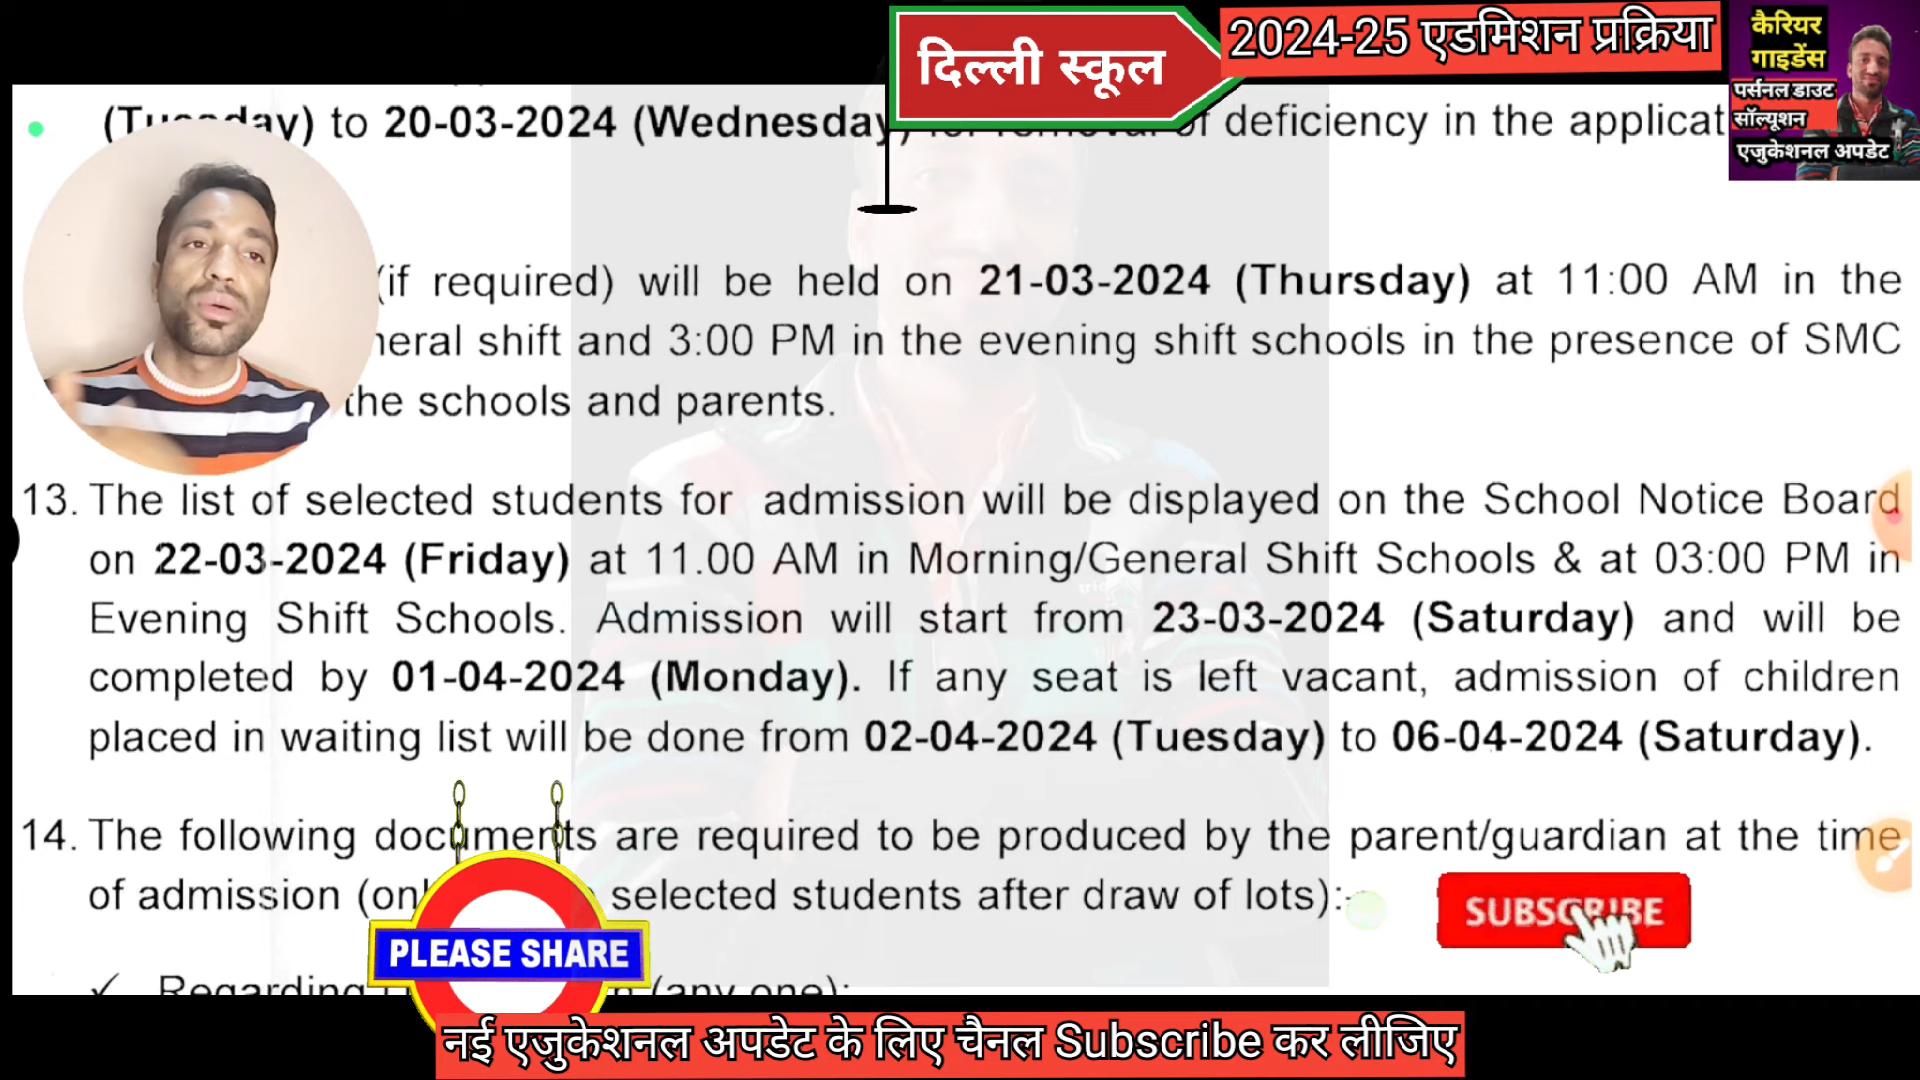 दिल्ली स्कूल
2024-25 एडमिशन प्रक्रिया
कैरियर
गाइडेंस
पर्सनल डाउट
सॉल्यूशन
एजुकेशनल अपडेट
(Tuesday) to 20-03-2024 (Wednesday) for removal of deficiency in the applicat
(if required) will be held on 21-03-2024 (Thursday) at 11:00 AM in the
neral shift and 3:00 PM in the evening shift schools in the presence of SMC
the schools and parents.
13. The list of selected students for admission will be displayed on the School Notice Board
on 22-03-2024 (Friday) at 11.00 AM in Morning/General Shift Schools & at 03:00 PM in
Evening Shift Schools. Admission will start from 23-03-2024 (Saturday) and will be
completed by 01-04-2024 (Monday). If any seat is left vacant, admission of children
placed in waiting list will be done from 02-04-2024 (Tuesday) to 06-04-2024 (Saturday).
14. The following documents are required to be produced by the parent/guardian at the time
of admission (on selected students after draw of lots):-
SUBSCRIBE
PLEASE SHARE
✓ Regarding (any one):
नई एजुकेशनल अपडेट के लिए चैनल Subscribe कर लीजिए